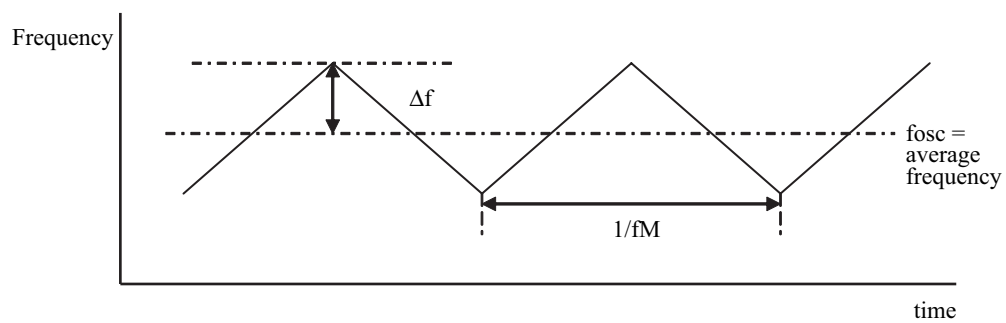 Frequency
Δf
fosc =
average
frequency
1/fM
time